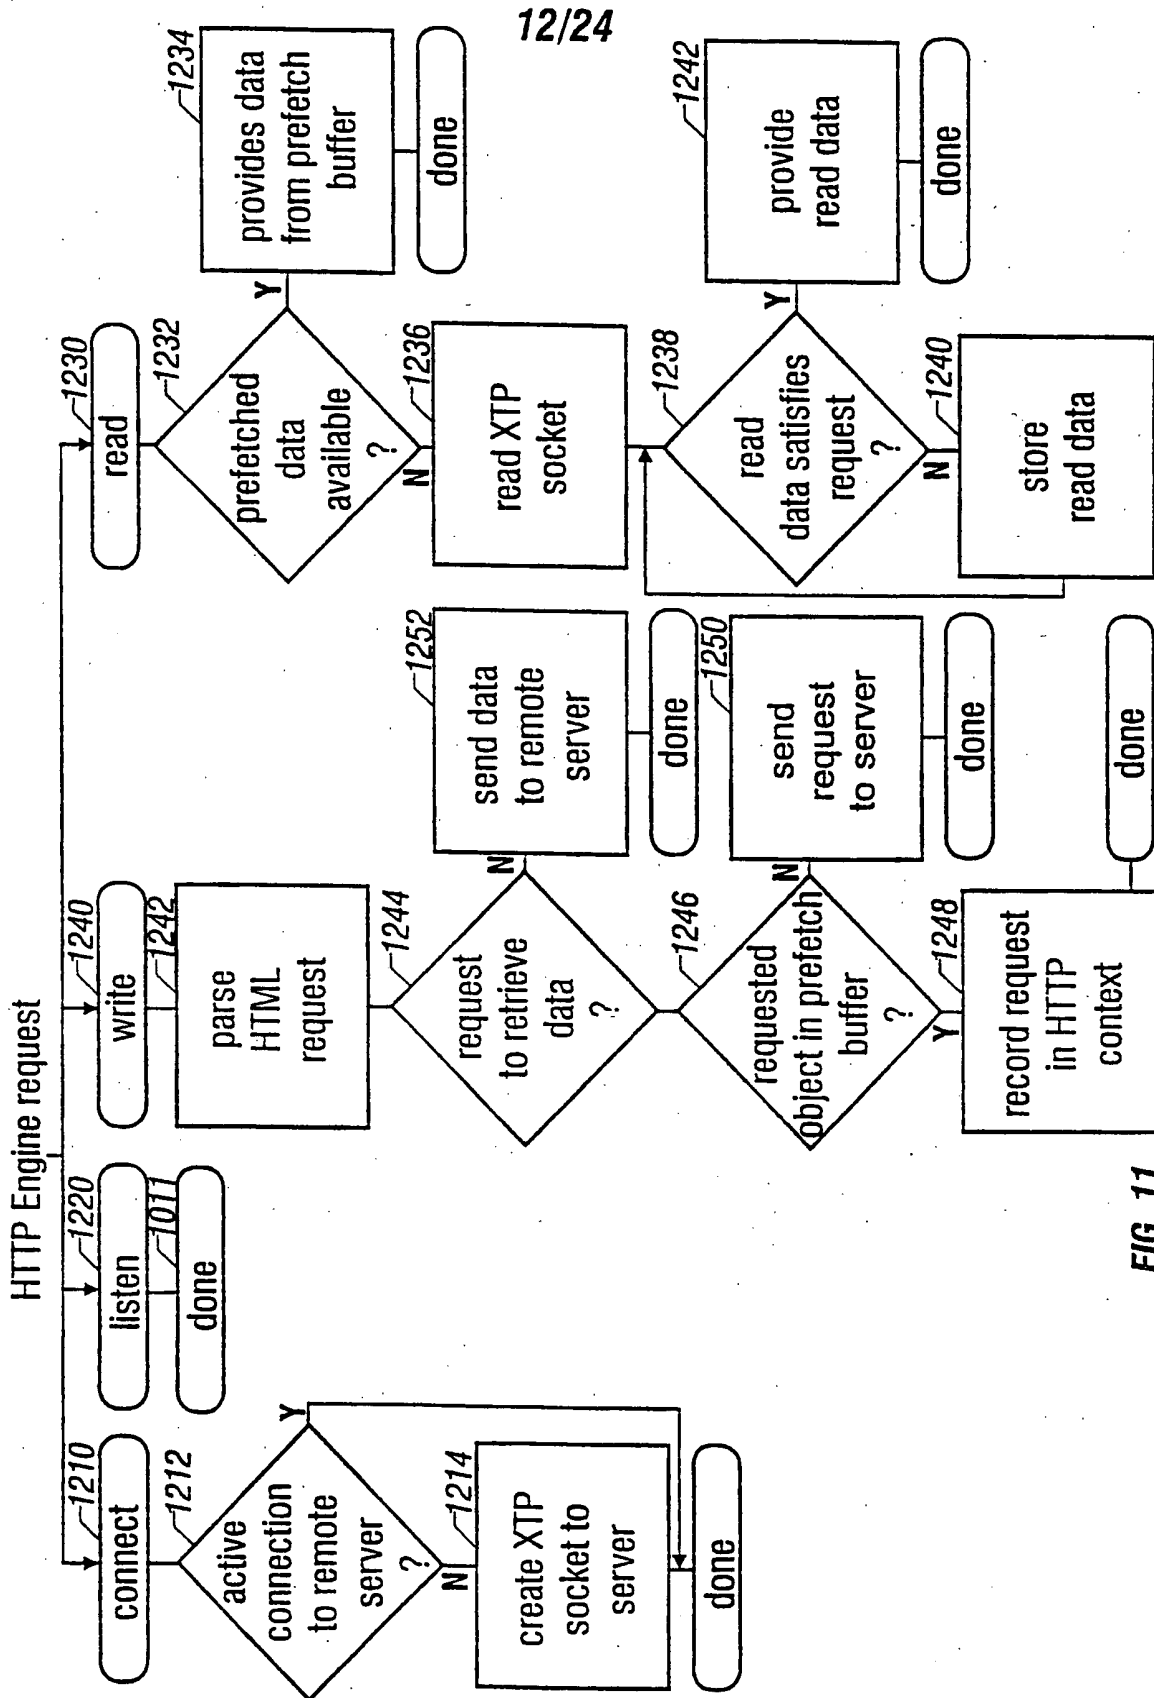 12/24
HTTP Engine request
1210
connect
1212
active
connection
to remote
server
?
Y
N
1214
create XTP
socket to
server
done
1220
listen
1011
done
1240
write
1242
parse
HTML
request
1244
request
to retrieve
data
?
N
1252
send data
to remote
server
done
1246
requested
object in prefetch
buffer
?
N
1250
send
request
to server
done
Y
1248
record request
in HTTP
context
done
1230
read
1232
prefetched
data
available
?
Y
1234
provides data
from prefetch
buffer
done
N
1236
read XTP
socket
1238
read
data satisfies
request
?
Y
1242
provide
read data
done
N
1240
store
read data
FIG. 11